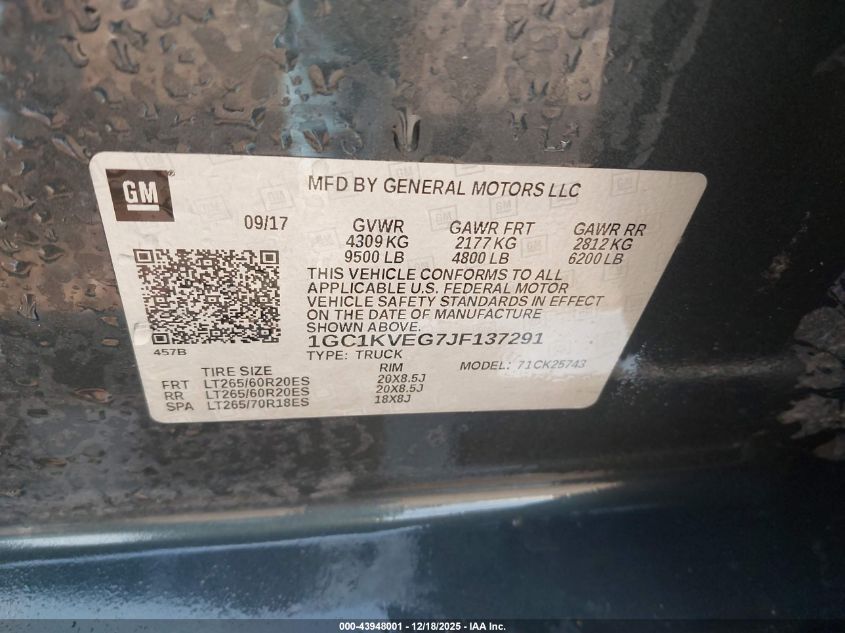 GM
®
MFD BY GENERAL MOTORS LLC
09/17
GVWR GAWR FRT GAWR RR
4309 KG 2177 KG 2812 KG
9500 LB 4800 LB 6200 LB
THIS VEHICLE CONFORMS TO ALL
APPLICABLE U.S. FEDERAL MOTOR
VEHICLE SAFETY STANDARDS IN EFFECT
ON THE DATE OF MANUFACTURE
SHOWN ABOVE.
457B
1GC1KVEG7JF137291
TYPE: TRUCK MODEL: 71CK25743
TIRE SIZE RIM
FRT LT265/60R20ES 20X8.5J
RR LT265/60R20ES 20X8.5J
SPA LT265/70R18ES 18X8J
000-43948001 - 12/18/2025 - IAA Inc.